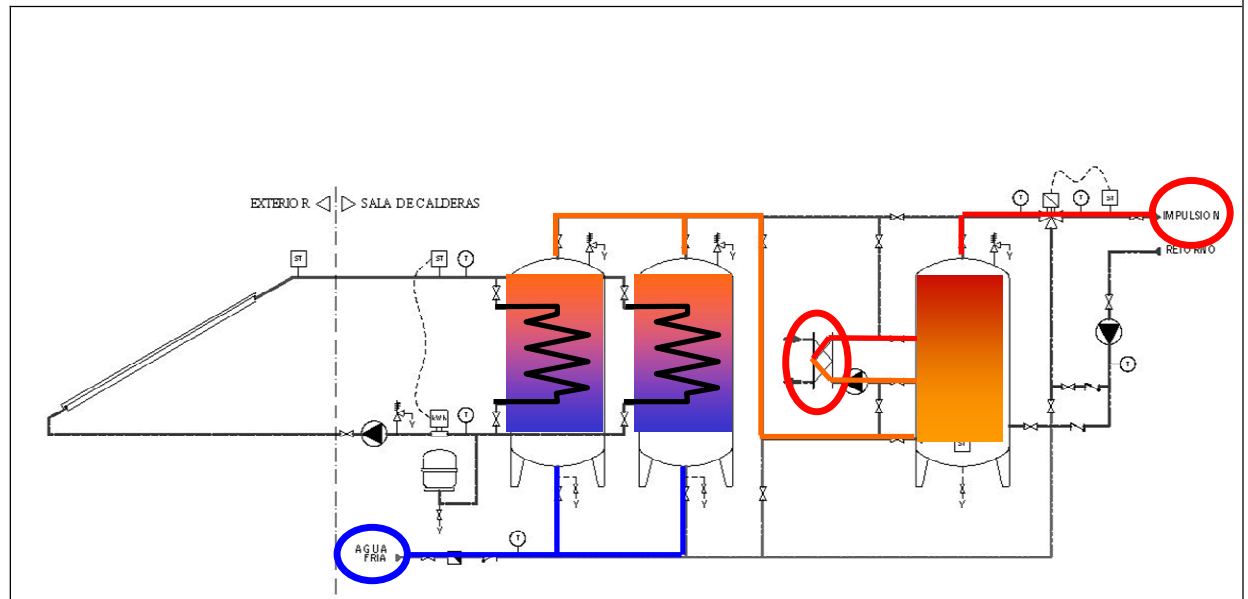 EXTERIOR
SALA DE CALDERAS
ST
ST
T
T
T
ST
IMPULSION
RETORNO
Y
Y
Y
T
Y
T
ST
Y
Y
Y
Y
Y
T
AGUA
FRIA